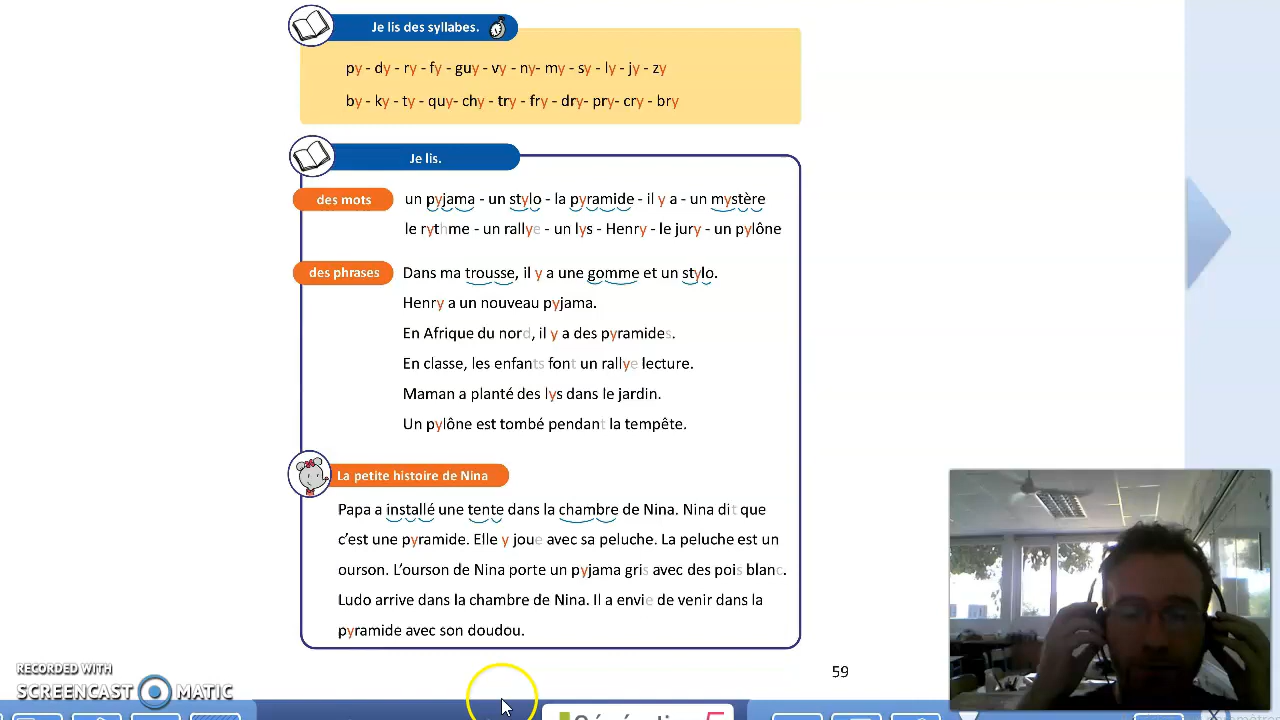 Je lis des syllabes.
py - dy - ry - fy - guy - vy - ny- my - sy - ly - jy - zy
by - ky - ty - quy- chy - try - fry - dry- pry- cry - bry
Je lis.
des mots
un pyjama - un stylo - la pyramide - il y a - un mystère
le rythme - un rallye - un lys - Henry - le jury - un pylône
des phrases
Dans ma trousse, il y a une gomme et un stylo.
Henry a un nouveau pyjama.
En Afrique du nord, il y a des pyramides.
En classe, les enfants font un rallye lecture.
Maman a planté des lys dans le jardin.
Un pylône est tombé pendant la tempête.
La petite histoire de Nina
Papa a installé une tente dans la chambre de Nina. Nina dit que
c’est une pyramide. Elle y joue avec sa peluche. La peluche est un
ourson. L’ourson de Nina porte un pyjama gris avec des pois blanc.
Ludo arrive dans la chambre de Nina. Il a envie de venir dans la
pyramide avec son doudou.
59
RECORDED WITH
SCREENCAST MATIC